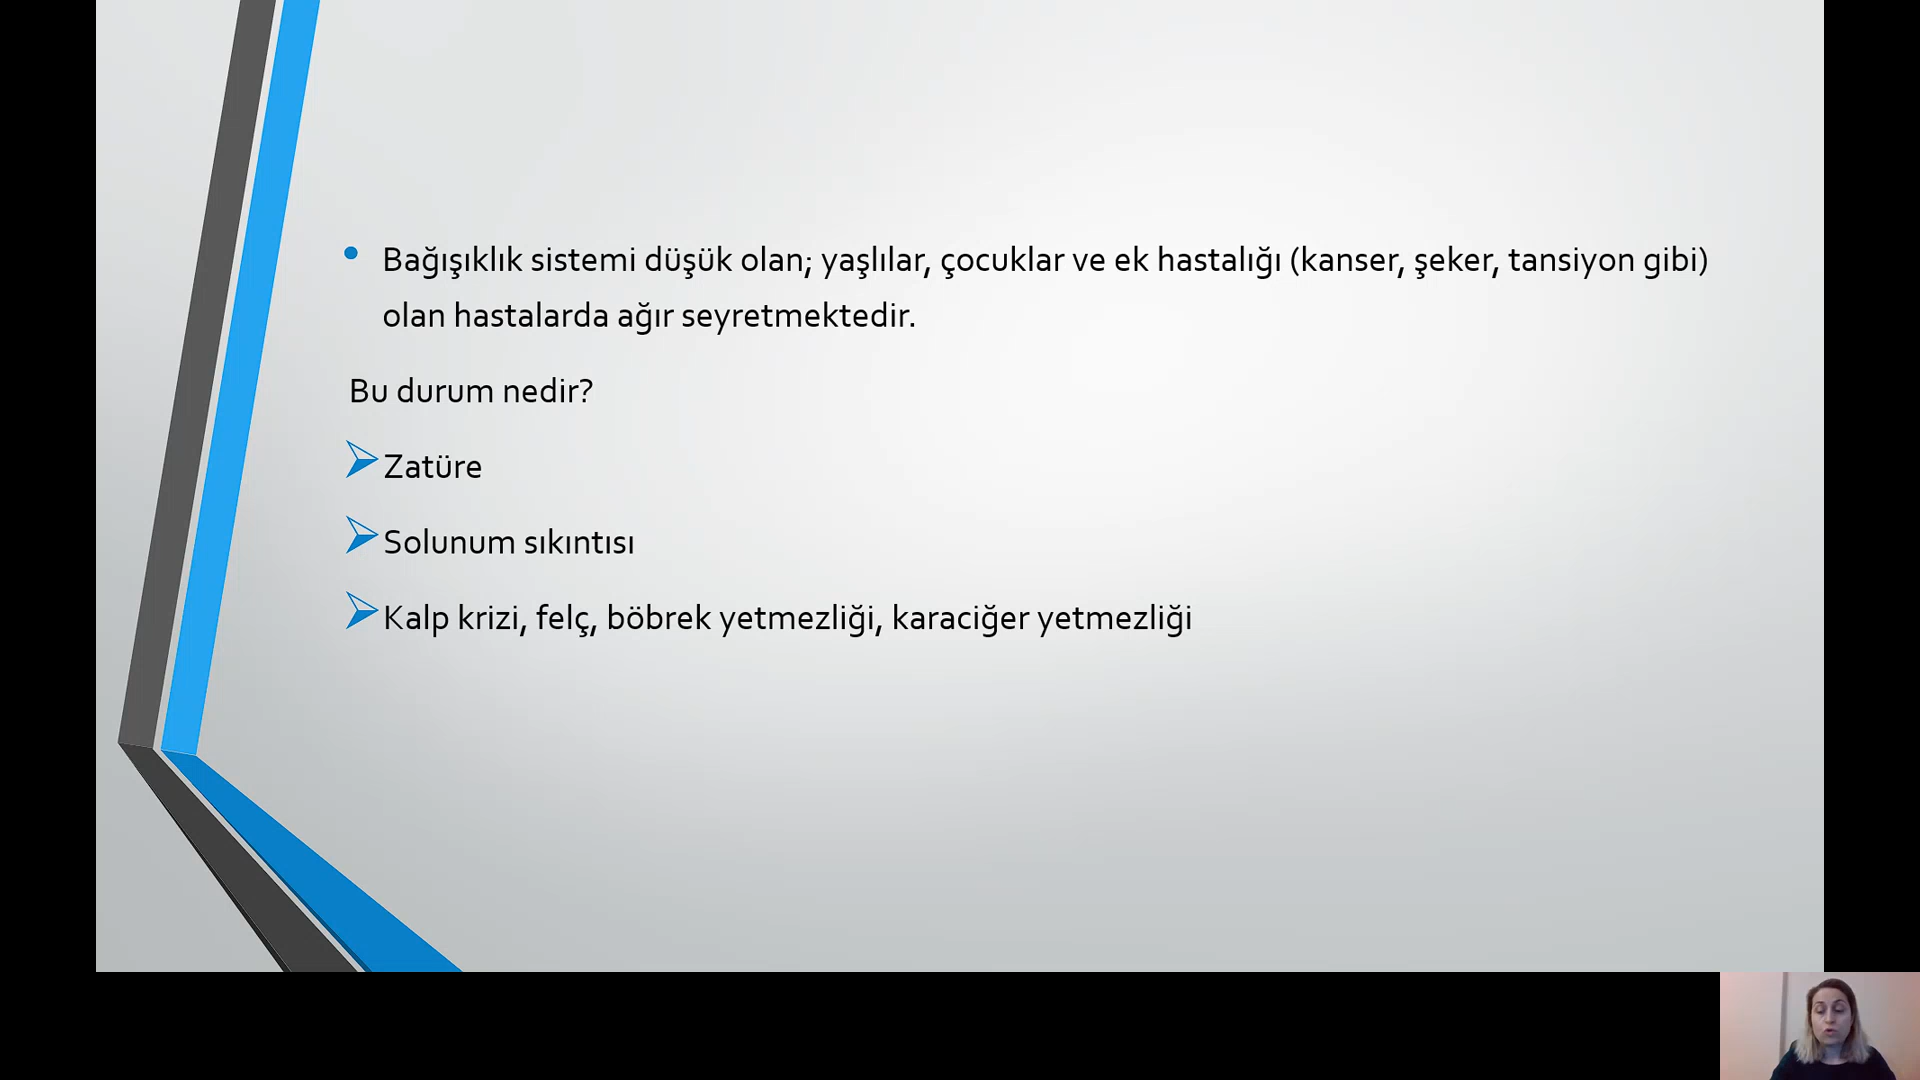 Bağışıklık sistemi düşük olan; yaşlılar, çocuklar ve ek hastalığı (kanser, şeker, tansiyon gibi)
olan hastalarda ağır seyretmektedir.
Bu durum nedir?
Zatüre
Solunum sıkıntısı
Kalp krizi, felç, böbrek yetmezliği, karaciğer yetmezliği